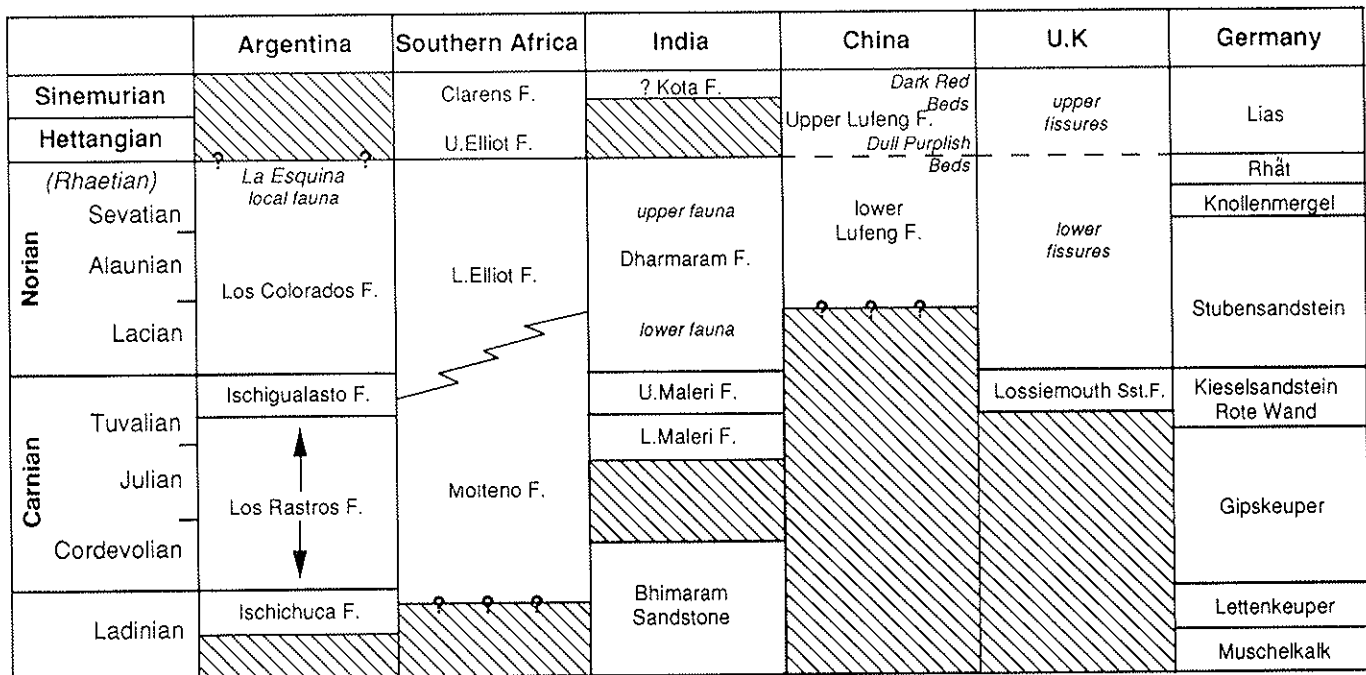 Argentina
Southern Africa
India
China
U.K
Germany
Sinemurian
Hettangian
Norian
(Rhaetian)
Sevatian
Alaunian
Lacian
Carnian
Tuvalian
Julian
Cordevolian
Ladinian
? ?
La Esquina
local fauna
Los Colorados F.
Ischigualasto F.
Los Rastros F.
Ischichuca F.
Clarens F.
U.Elliot F.
L.Elliot F.
Molteno F.
? ? ?
? Kota F.
upper fauna
Dharmaram F.
lower fauna
U.Maleri F.
L.Maleri F.
Bhimaram
Sandstone
Dark Red
Beds
Upper Lufeng F.
Dull Purplish
Beds
lower
Lufeng F.
? ? ?
upper
fissures
lower
fissures
Lossiemouth Sst.F.
Lias
Rhät
Knollenmergel
Stubensandstein
Kieselsandstein
Rote Wand
Gipskeuper
Lettenkeuper
Muschelkalk